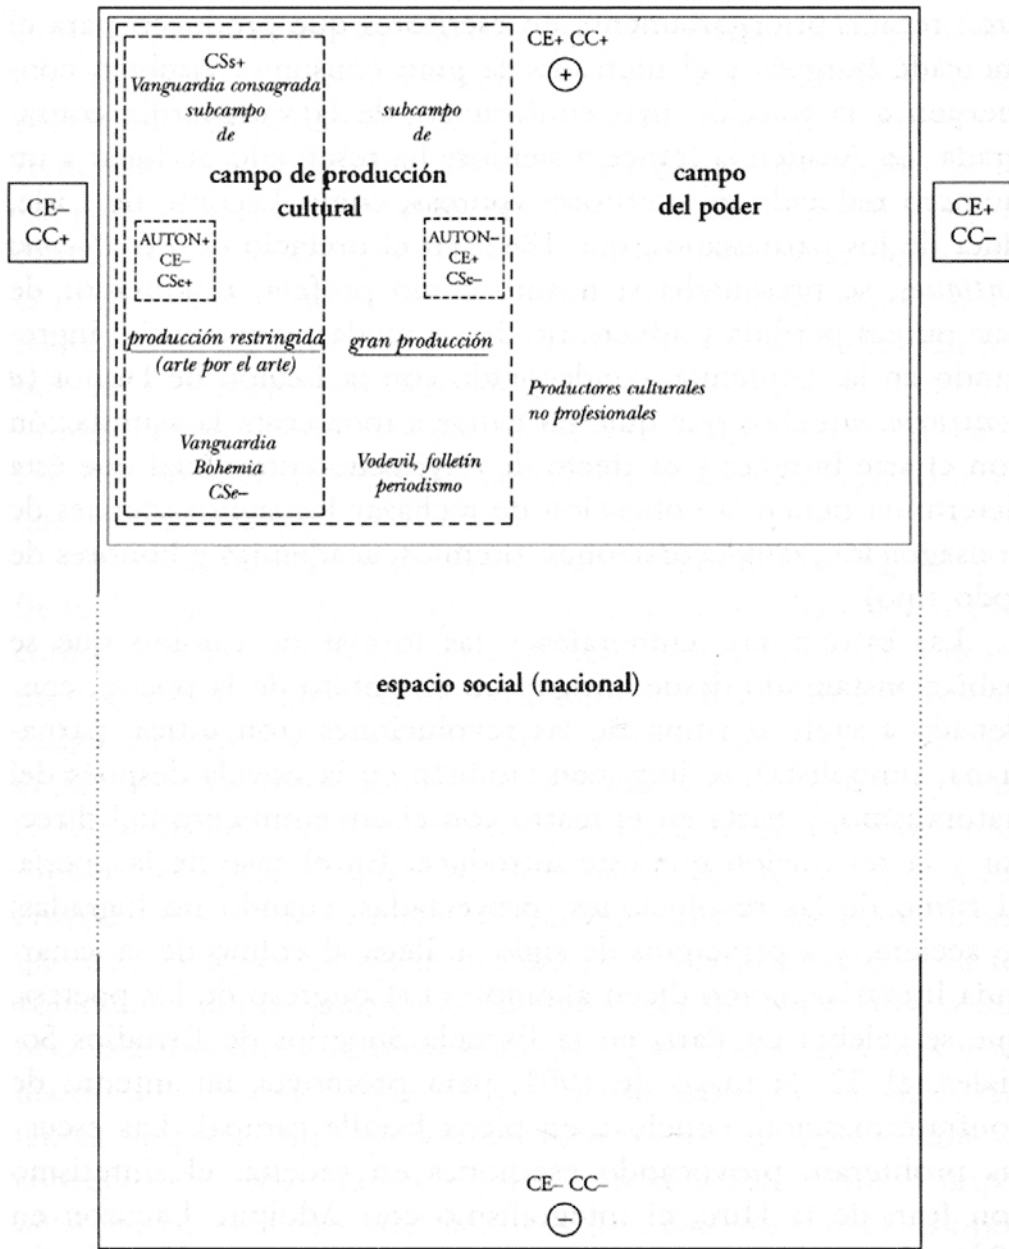 CE+ CC+
+
CSs+
Vanguardia consagrada
subcampo
de
subcampo
de
campo de producción
cultural
campo
del poder
CE–
CC+
CE+
CC–
AUTON+
CE–
CSe+
AUTON–
CE+
CSe–
producción restringida
(arte por el arte)
gran producción
Productores culturales
no profesionales
Vanguardia
Bohemia
CSe–
Vodevil, folletín
periodismo
espacio social (nacional)
CE– CC–